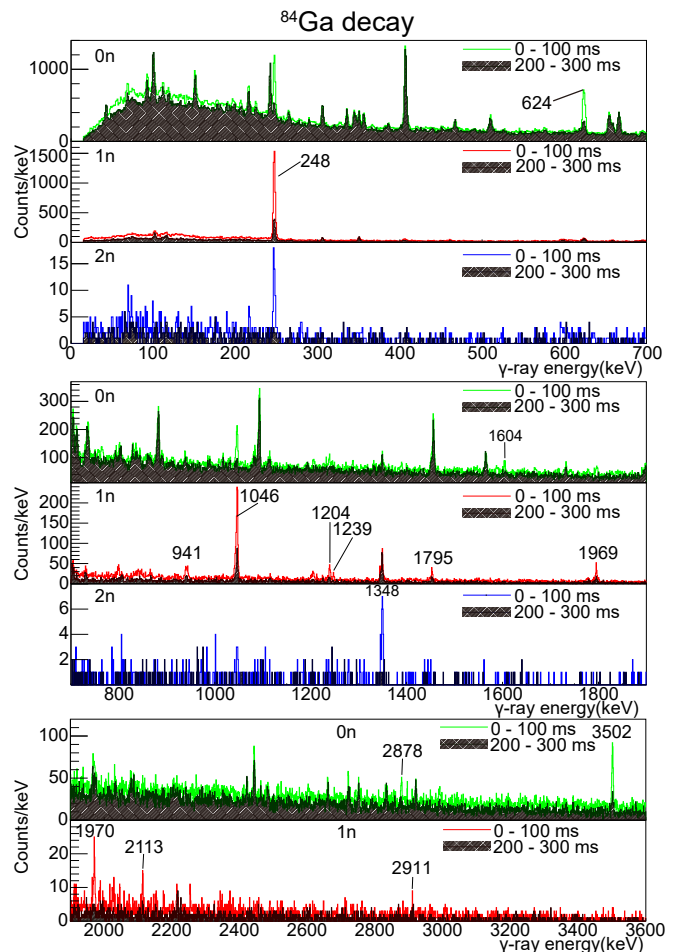 ⁸⁴Ga decay
0n
0 - 100 ms
200 - 300 ms
624
1000
0
1n
0 - 100 ms
200 - 300 ms
248
1500
1000
500
0
Counts/keV
2n
0 - 100 ms
200 - 300 ms
15
10
5
0
0 100 200 300 400 500 600 700
γ-ray energy(keV)
0n
0 - 100 ms
200 - 300 ms
1604
300
200
100
1n
0 - 100 ms
200 - 300 ms
1046
1204
1239
941
1795
1969
200
150
100
50
0
Counts/keV
2n
1348
0 - 100 ms
200 - 300 ms
6
4
2
800 1000 1200 1400 1600 1800
γ-ray energy(keV)
0n
0 - 100 ms
200 - 300 ms
3502
2878
100
50
0
1970
1n
0 - 100 ms
200 - 300 ms
2113
2911
20
10
0
Counts/keV
2000 2200 2400 2600 2800 3000 3200 3400 3600
γ-ray energy(keV)